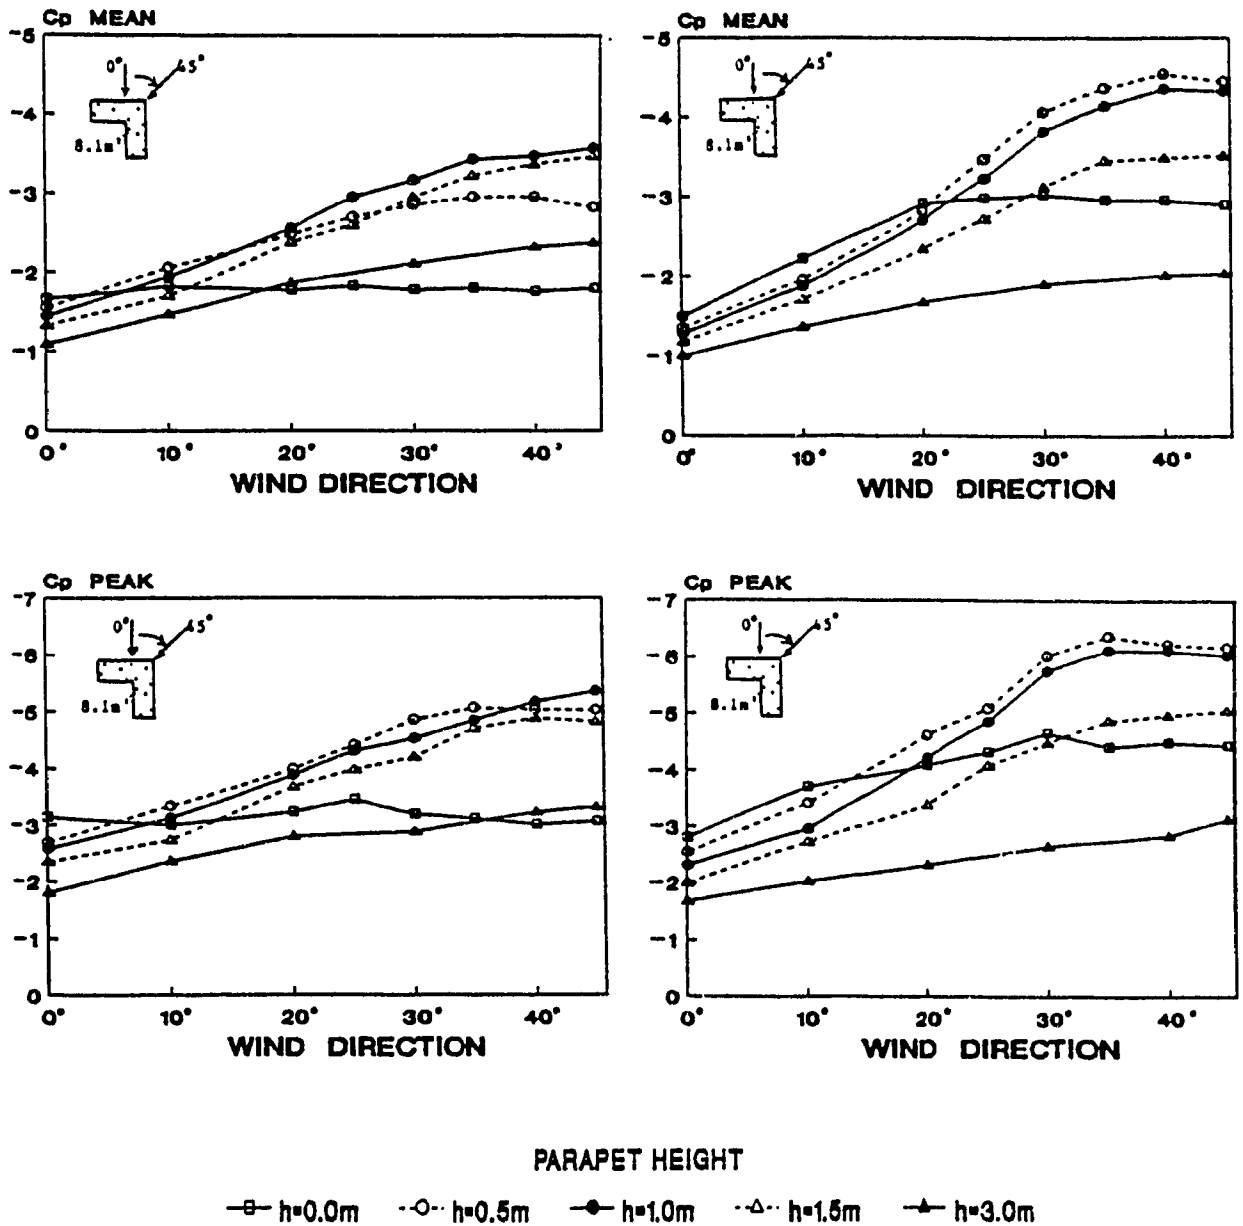 Cp MEAN
-5
-4
-3
-2
-1
0
0° 45°
8.1m²
0° 10° 20° 30° 40°
WIND DIRECTION
Cp MEAN
-5
-4
-3
-2
-1
0
0° 45°
8.1m²
0° 10° 20° 30° 40°
WIND DIRECTION
Cp PEAK
-7
-6
-5
-4
-3
-2
-1
0
0° 45°
8.1m²
0° 10° 20° 30° 40°
WIND DIRECTION
Cp PEAK
-7
-6
-5
-4
-3
-2
-1
0
0° 45°
8.1m²
0° 10° 20° 30° 40°
WIND DIRECTION
PARAPET HEIGHT
h=0.0m h=0.5m h=1.0m h=1.5m h=3.0m